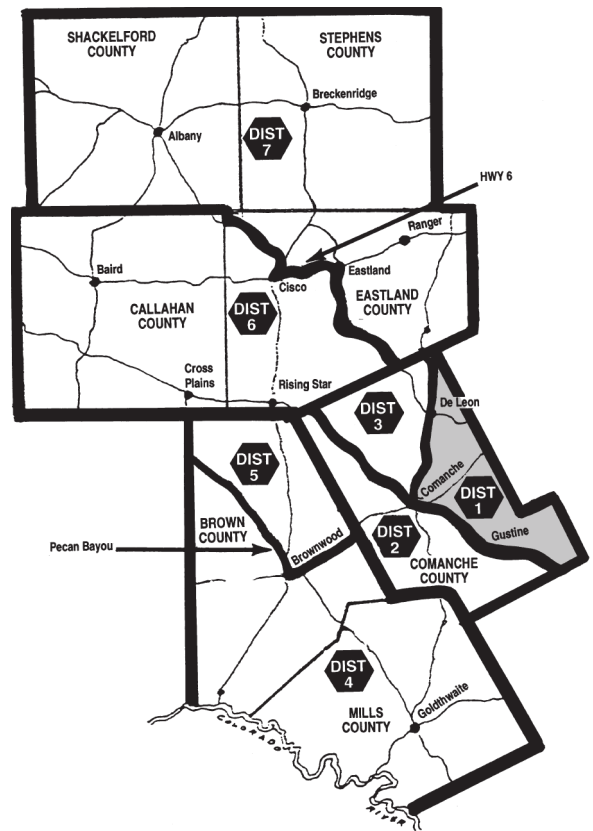 SHACKELFORD
COUNTY
STEPHENS
COUNTY
Breckenridge
Albany
DIST
7
HWY 6
Ranger
Baird
Eastland
Cisco
EASTLAND
COUNTY
CALLAHAN
COUNTY
DIST
6
Cross
Plains
Rising Star
De Leon
DIST
3
DIST
5
Comanche
DIST
1
BROWN
COUNTY
Gustine
DIST
2
Pecan Bayou
Brownwood
COMANCHE
COUNTY
DIST
4
Goldthwaite
MILLS
COUNTY
COLORADO
RIVER